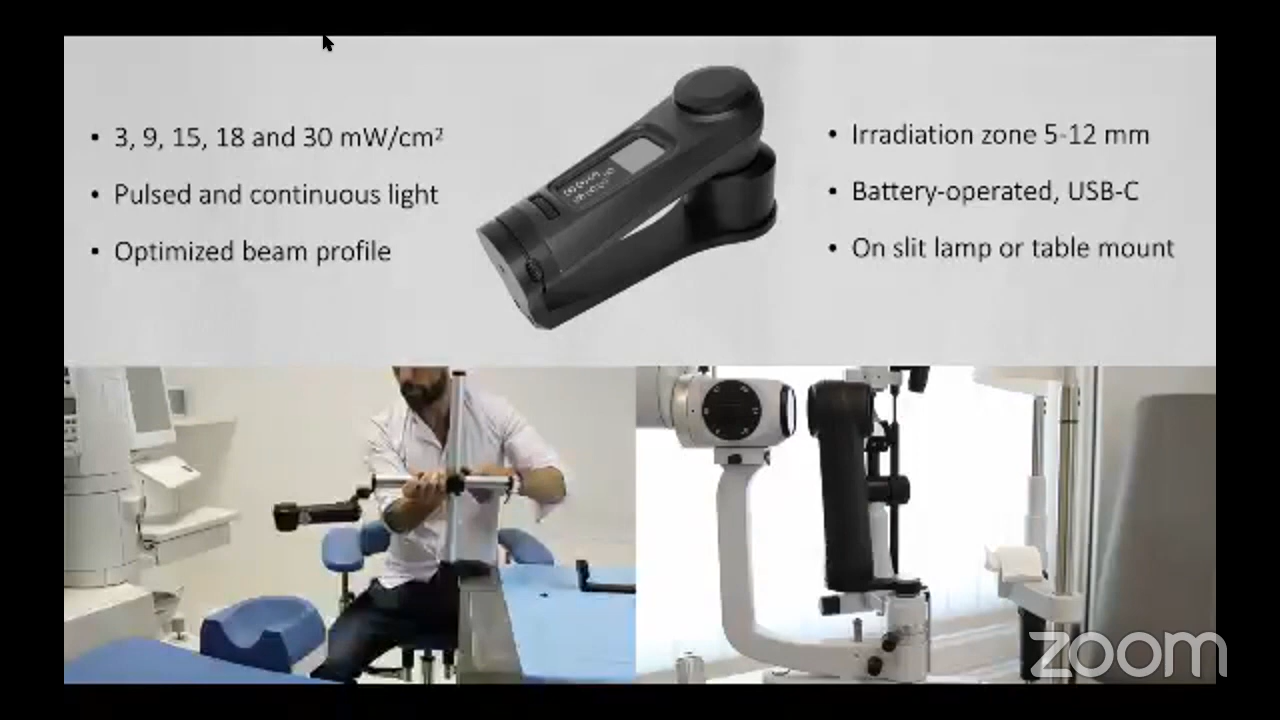 • 3, 9, 15, 18 and 30 mW/cm²
• Pulsed and continuous light
• Optimized beam profile
• Irradiation zone 5-12 mm
• Battery-operated, USB-C
• On slit lamp or table mount
zoom